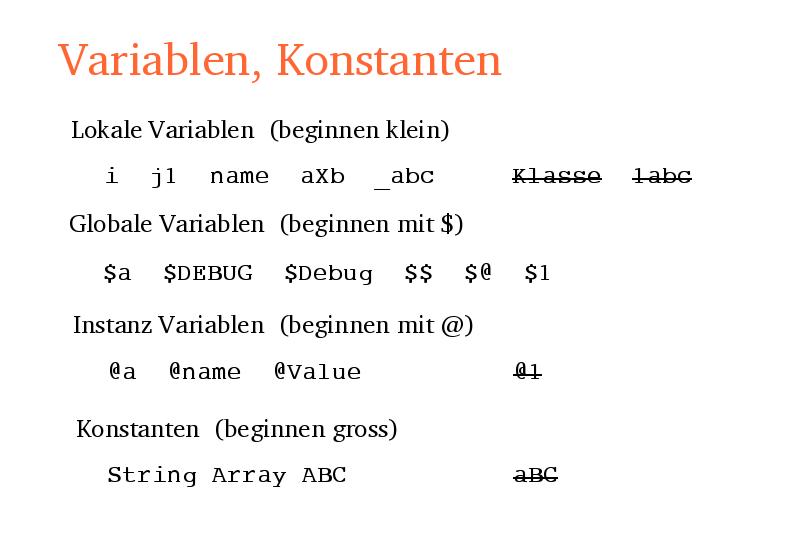 Variablen, Konstanten
Lokale Variablen (beginnen klein)
i j1 name aXb _abc Klasse 1abc
Globale Variablen (beginnen mit $)
$a $DEBUG $Debug $$ $@ $1
Instanz Variablen (beginnen mit @)
@a @name @Value @1
Konstanten (beginnen gross)
String Array ABC aBC